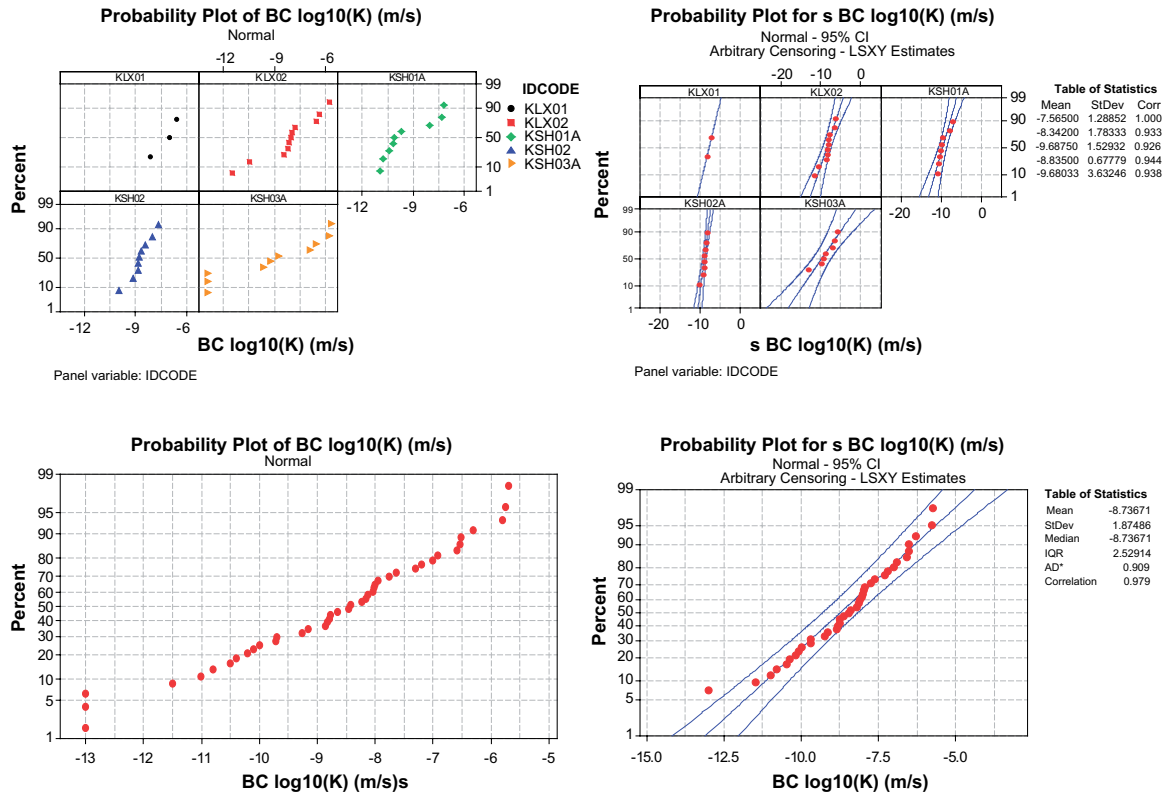 Probability Plot of BC log10(K) (m/s)
Normal
-12 -9 -6
KLX01 KLX02 KSH01A
99
90
50
10
1
IDCODE
KLX01
KLX02
KSH01A
KSH02
KSH03A
KSH02 KSH03A
99
90
50
10
1
Percent
-12 -9 -6
-12 -9 -6
BC log10(K) (m/s)
Panel variable: IDCODE
Probability Plot for s BC log10(K) (m/s)
Normal - 95% CI
Arbitrary Censoring - LSXY Estimates
-20 -10 0
KLX01 KLX02 KSH01A
99
90
50
10
1
Table of Statistics
Mean StDev Corr
-7.56500 1.28852 1.000
-8.34200 1.78333 0.933
-9.68750 1.52932 0.926
-8.83500 0.67779 0.944
-9.68033 3.63246 0.938
KSH02A KSH03A
99
90
50
10
1
Percent
-20 -10 0
-20 -10 0
s BC log10(K) (m/s)
Panel variable: IDCODE
Probability Plot of BC log10(K) (m/s)
Normal
99
95
90
80
70
60
50
40
30
20
10
5
1
Percent
-13 -12 -11 -10 -9 -8 -7 -6 -5
BC log10(K) (m/s)s
Probability Plot for s BC log10(K) (m/s)
Normal - 95% CI
Arbitrary Censoring - LSXY Estimates
99
95
90
80
70
60
50
40
30
20
10
5
1
Percent
-15.0 -12.5 -10.0 -7.5 -5.0
BC log10(K) (m/s)
Table of Statistics
Mean -8.73671
StDev 1.87486
Median -8.73671
IQR 2.52914
AD* 0.909
Correlation 0.979